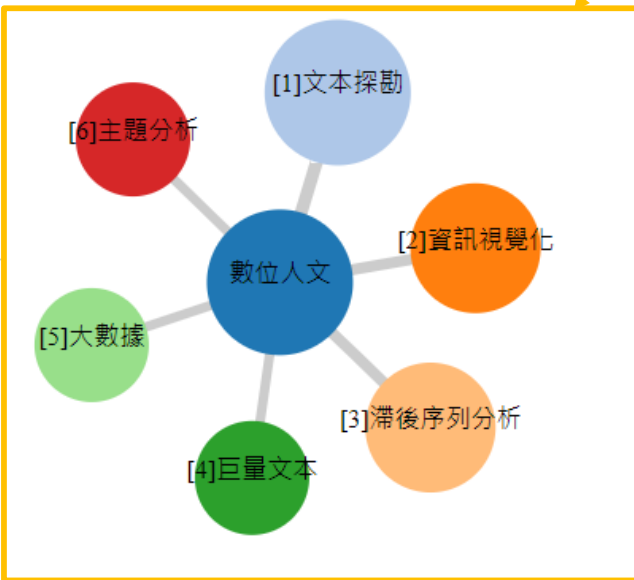 [1]文本探勘
[6]主題分析
[2]資訊視覺化
數位人文
[5]大數據
[3]滯後序列分析
[4]巨量文本